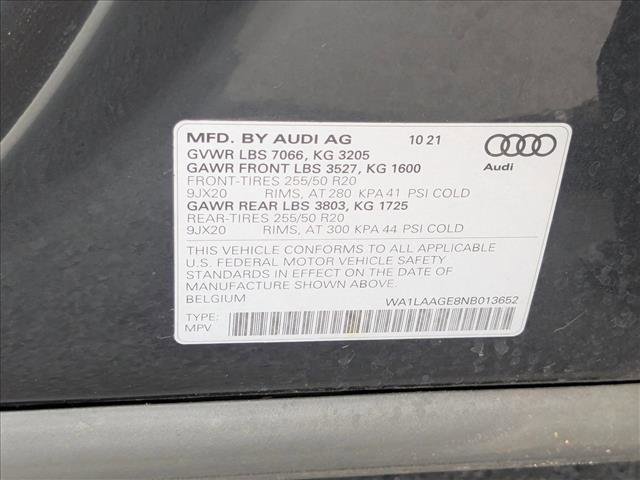 MFD. BY AUDI AG 10 21
GVWR LBS 7066, KG 3205
GAWR FRONT LBS 3527, KG 1600
FRONT-TIRES 255/50 R20
9JX20 RIMS, AT 280 KPA 41 PSI COLD
GAWR REAR LBS 3803, KG 1725
REAR-TIRES 255/50 R20
9JX20 RIMS, AT 300 KPA 44 PSI COLD
Audi
THIS VEHICLE CONFORMS TO ALL APPLICABLE
U.S. FEDERAL MOTOR VEHICLE SAFETY
STANDARDS IN EFFECT ON THE DATE OF
MANUFACTURE SHOWN ABOVE.
BELGIUM WA1LAAGE8NB013652
TYPE:
MPV